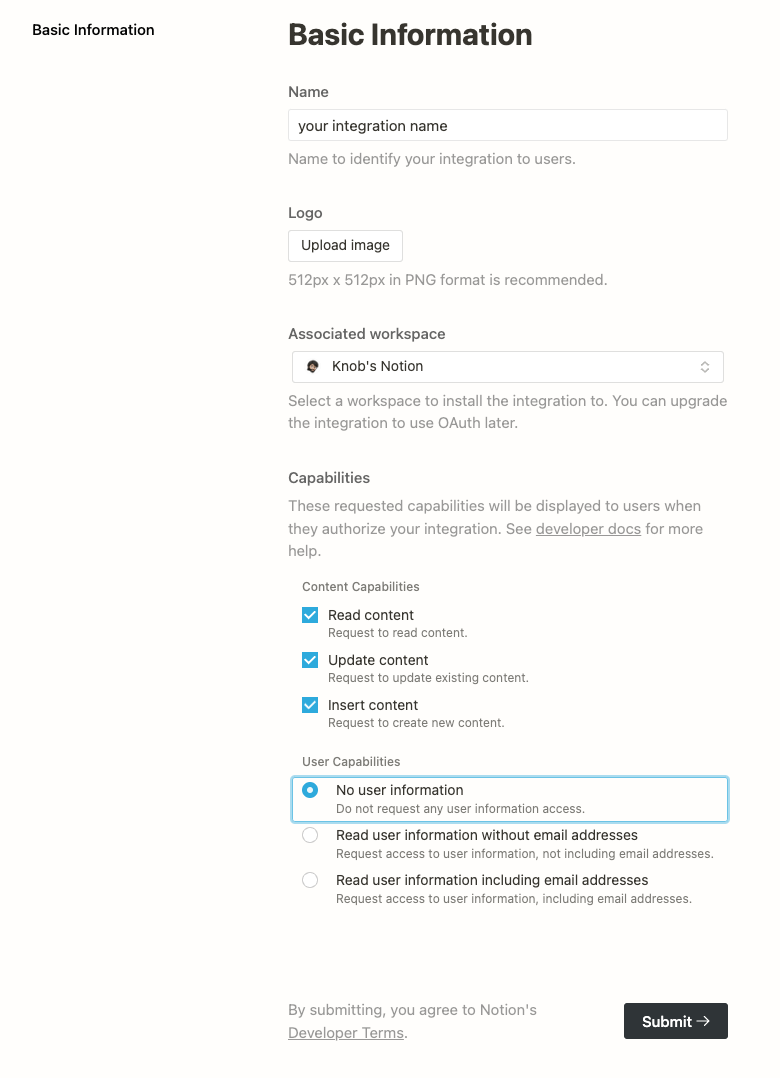 Basic Information
Basic Information
Name
your integration name
Name to identify your integration to users.
Logo
Upload image
512px x 512px in PNG format is recommended.
Associated workspace
Knob's Notion
Select a workspace to install the integration to. You can upgrade
the integration to use OAuth later.
Capabilities
These requested capabilities will be displayed to users when
they authorize your integration. See developer docs for more
help.
Content Capabilities
Read content
Request to read content.
Update content
Request to update existing content.
Insert content
Request to create new content.
User Capabilities
No user information
Do not request any user information access.
Read user information without email addresses
Request access to user information, not including email addresses.
Read user information including email addresses
Request access to user information, including email addresses.
By submitting, you agree to Notion's
Developer Terms.
Submit →